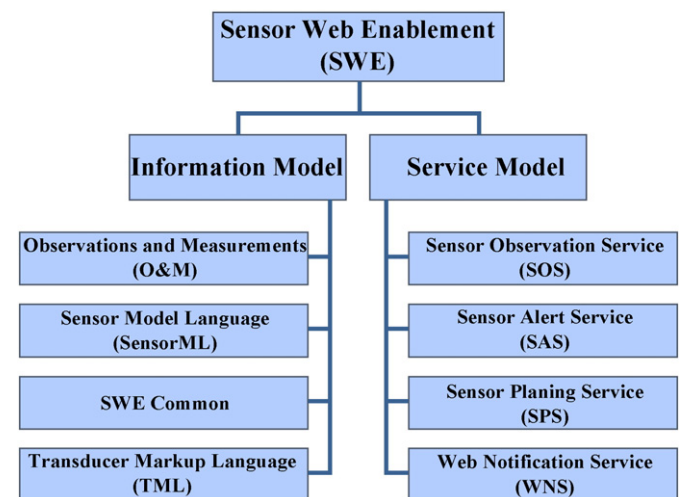 Sensor Web Enablement
(SWE)
Information Model
Service Model
Observations and Measurements
(O&M)
Sensor Model Language
(SensorML)
SWE Common
Transducer Markup Language
(TML)
Sensor Observation Service
(SOS)
Sensor Alert Service
(SAS)
Sensor Planing Service
(SPS)
Web Notification Service
(WNS)